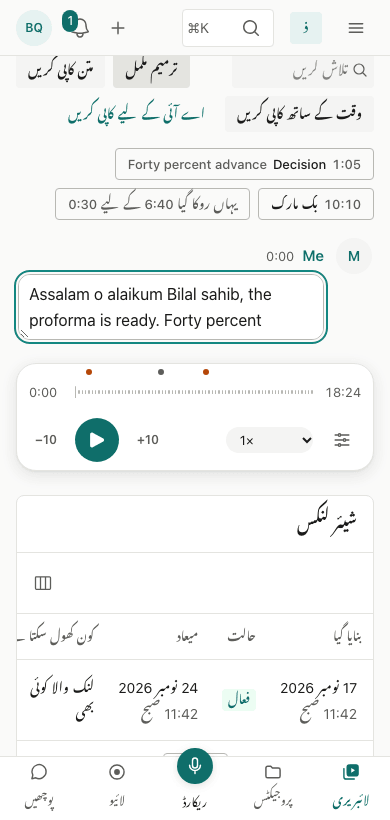 BQ
1
⌘K
ذ
تلاش کریں
ترمیم مکمل
متن کاپی کریں
وقت کے ساتھ کاپی کریں
اے آئی کے لیے کاپی کریں
1:05 Decision Forty percent advance
10:10 بک مارک
یہاں روکا گیا 6:40 کے لیے 0:30
M Me 0:00
Assalam o alaikum Bilal sahib, the
proforma is ready. Forty percent
0:00 18:24
−10 +10 1×
شیئر لنکس
بنایا گیا حالت میعاد کون کھول سکتا ہے
17 نومبر 2026 فعال 24 نومبر 2026 لنک والا کوئی
11:42 صبح 11:42 صبح بھی
لائبریری پروجیکٹس ریکارڈ لائیو پوچھیں